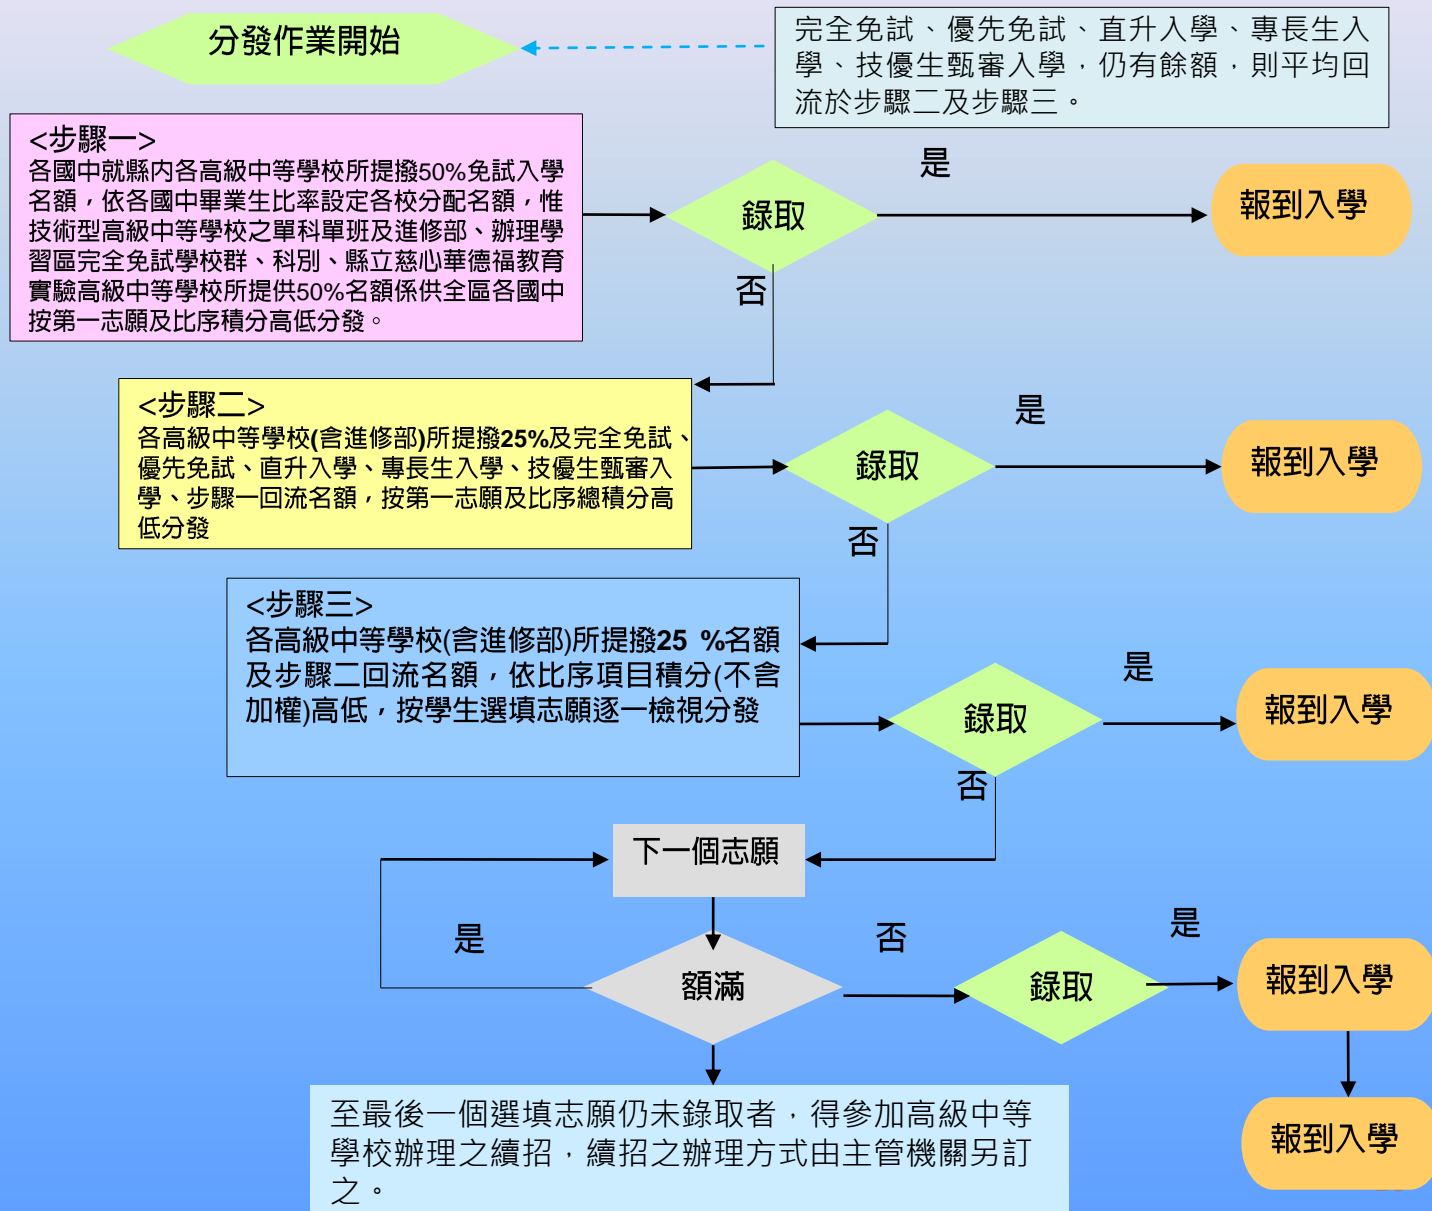 分發作業開始
完全免試、優先免試、直升入學、專長生入
學、技優生甄審入學，仍有餘額，則平均回
流於步驟二及步驟三。
<步驟一>
各國中就縣內各高級中等學校所提撥50%免試入學
名額，依各國中畢業生比率設定各校分配名額，惟
技術型高級中等學校之單科單班及進修部、辦理學
習區完全免試學校群、科別、縣立慈心華德福教育
實驗高級中等學校所提供50%名額係供全區各國中
按第一志願及比序積分高低分發。
錄取
是
報到入學
否
<步驟二>
各高級中等學校(含進修部)所提撥25%及完全免試、
優先免試、直升入學、專長生入學、技優生甄審入
學、步驟一回流名額，按第一志願及比序總積分高
低分發
錄取
是
報到入學
否
<步驟三>
各高級中等學校(含進修部)所提撥25 %名額
及步驟二回流名額，依比序項目積分(不含
加權)高低，按學生選填志願逐一檢視分發
錄取
是
報到入學
否
下一個志願
是
額滿
否
錄取
是
報到入學
報到入學
至最後一個選填志願仍未錄取者，得參加高級中等
學校辦理之續招，續招之辦理方式由主管機關另訂
之。